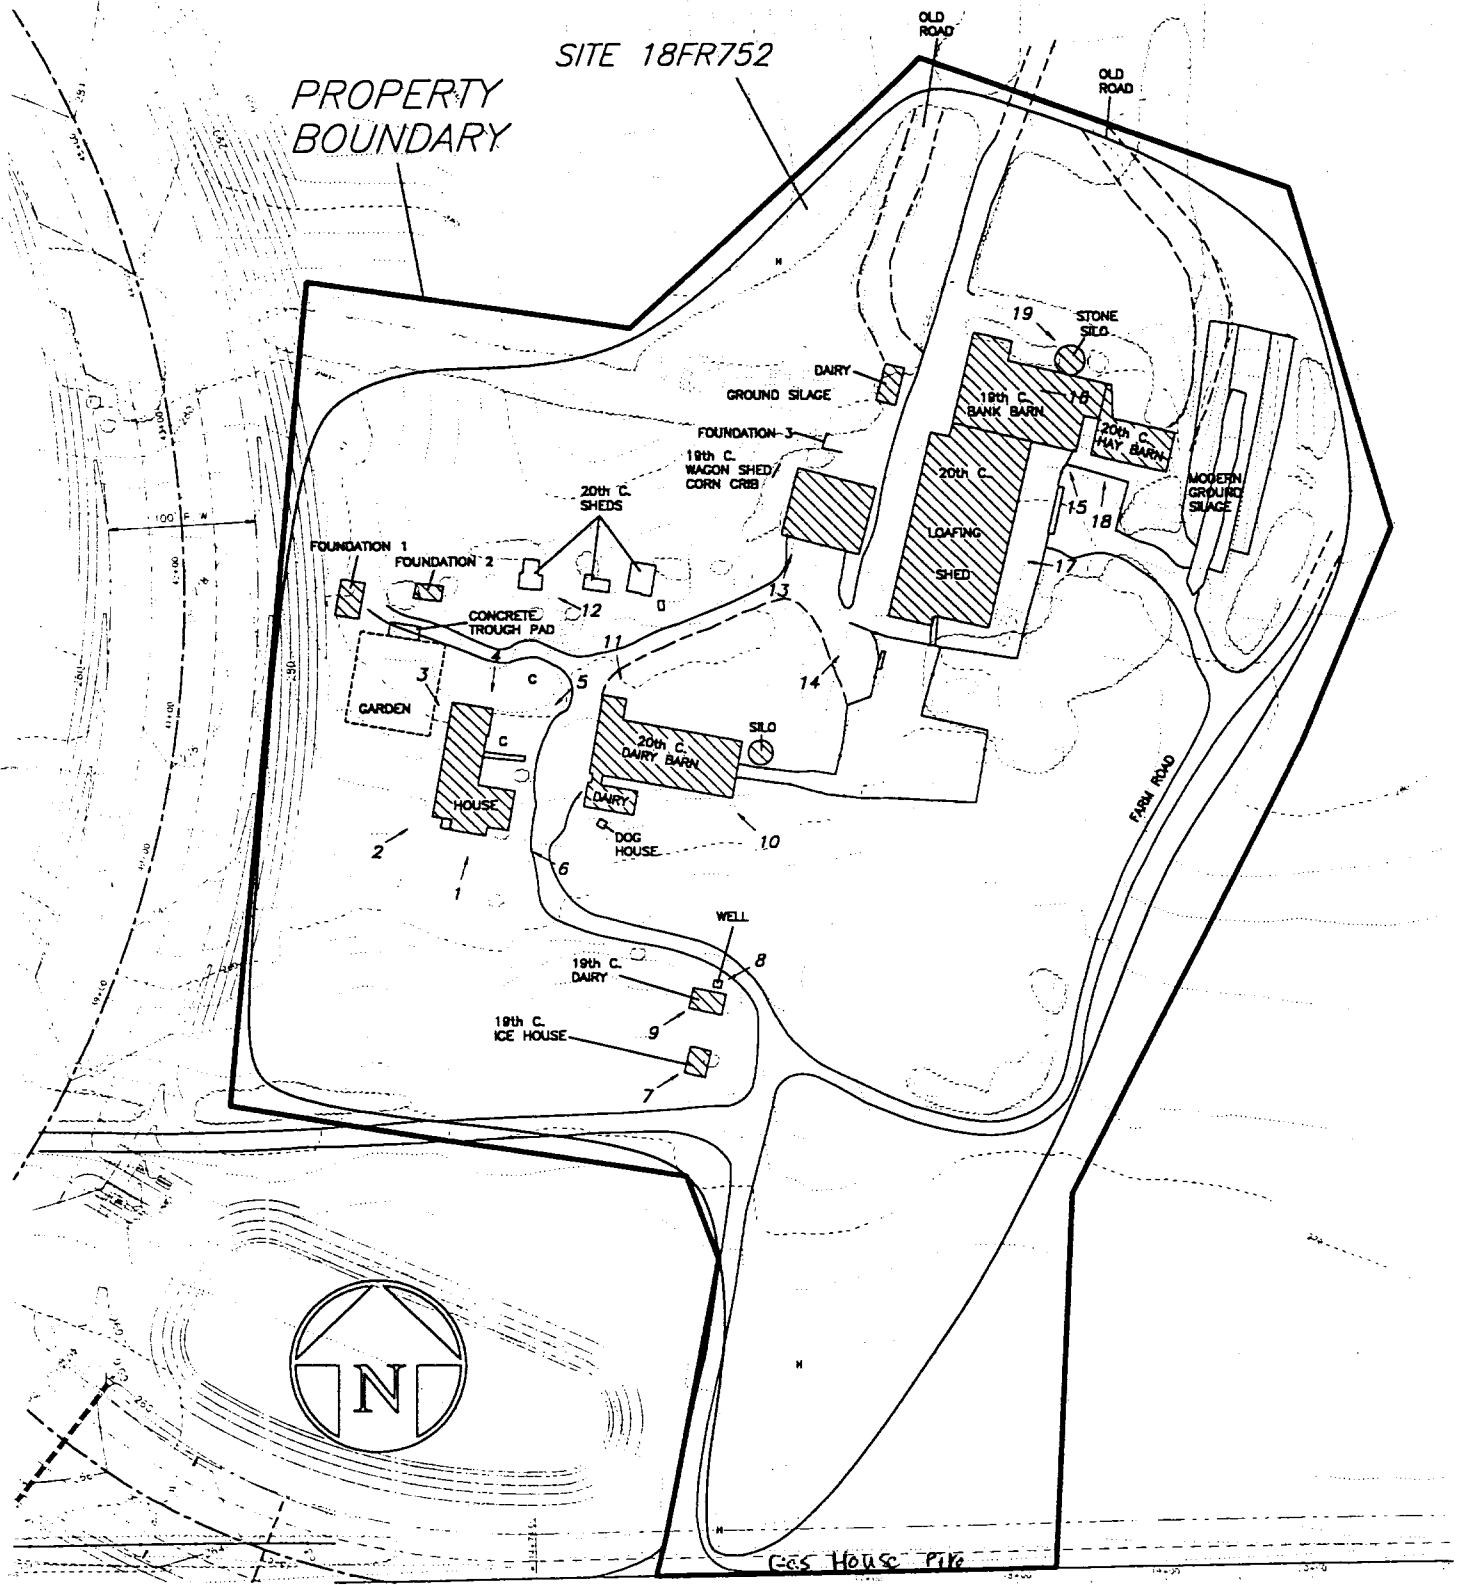 OLD
ROAD
SITE 18FR752
OLD
ROAD
PROPERTY
BOUNDARY
19
STONE
SILO
DAIRY
GROUND SILAGE
16
19th C.
BANK BARN
FOUNDATION 3
20th C.
HAY BARN
19th C.
WAGON SHED/
CORN CRIB
20th C.
LOAFING
SHED
MODERN
GROUND
SILAGE
15
18
20th C.
SHEDS
100' R/W
FOUNDATION 1
FOUNDATION 2
17
13
12
CONCRETE
TROUGH PAD
11
4
C
14
3
5
GARDEN
SILO
C
20th C.
DAIRY BARN
FARM ROAD
HOUSE
DAIRY
DOG
HOUSE
10
2
6
1
WELL
8
19th C.
DAIRY
9
19th C.
ICE HOUSE
7
N
H
H
H
Gas House Pike